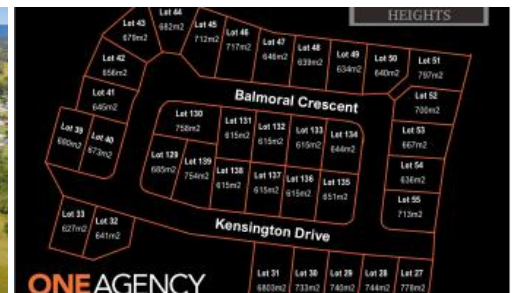 HEIGHTS
Lot 44
682m2
Lot 43
679m2
Lot 45
712m2
Lot 46
717m2
Lot 47
646m2
Lot 48
639m2
Lot 49
634m2
Lot 50
640m2
Lot 51
797m2
Lot 42
656m2
Lot 41
645m2
Lot 52
700m2
Balmoral Crescent
Lot 39
680m2
Lot 40
673m2
Lot 130
758m2
Lot 131
615m2
Lot 132
615m2
Lot 133
615m2
Lot 134
644m2
Lot 53
667m2
Lot 129
685m2
Lot 139
754m2
Lot 138
615m2
Lot 137
615m2
Lot 136
615m2
Lot 135
651m2
Lot 54
636m2
Lot 55
713m2
Lot 33
627m2
Lot 32
641m2
Kensington Drive
ONEAGENCY
Lot 31
6803m2
Lot 30
733m2
Lot 29
740m2
Lot 28
744m2
Lot 27
778m2